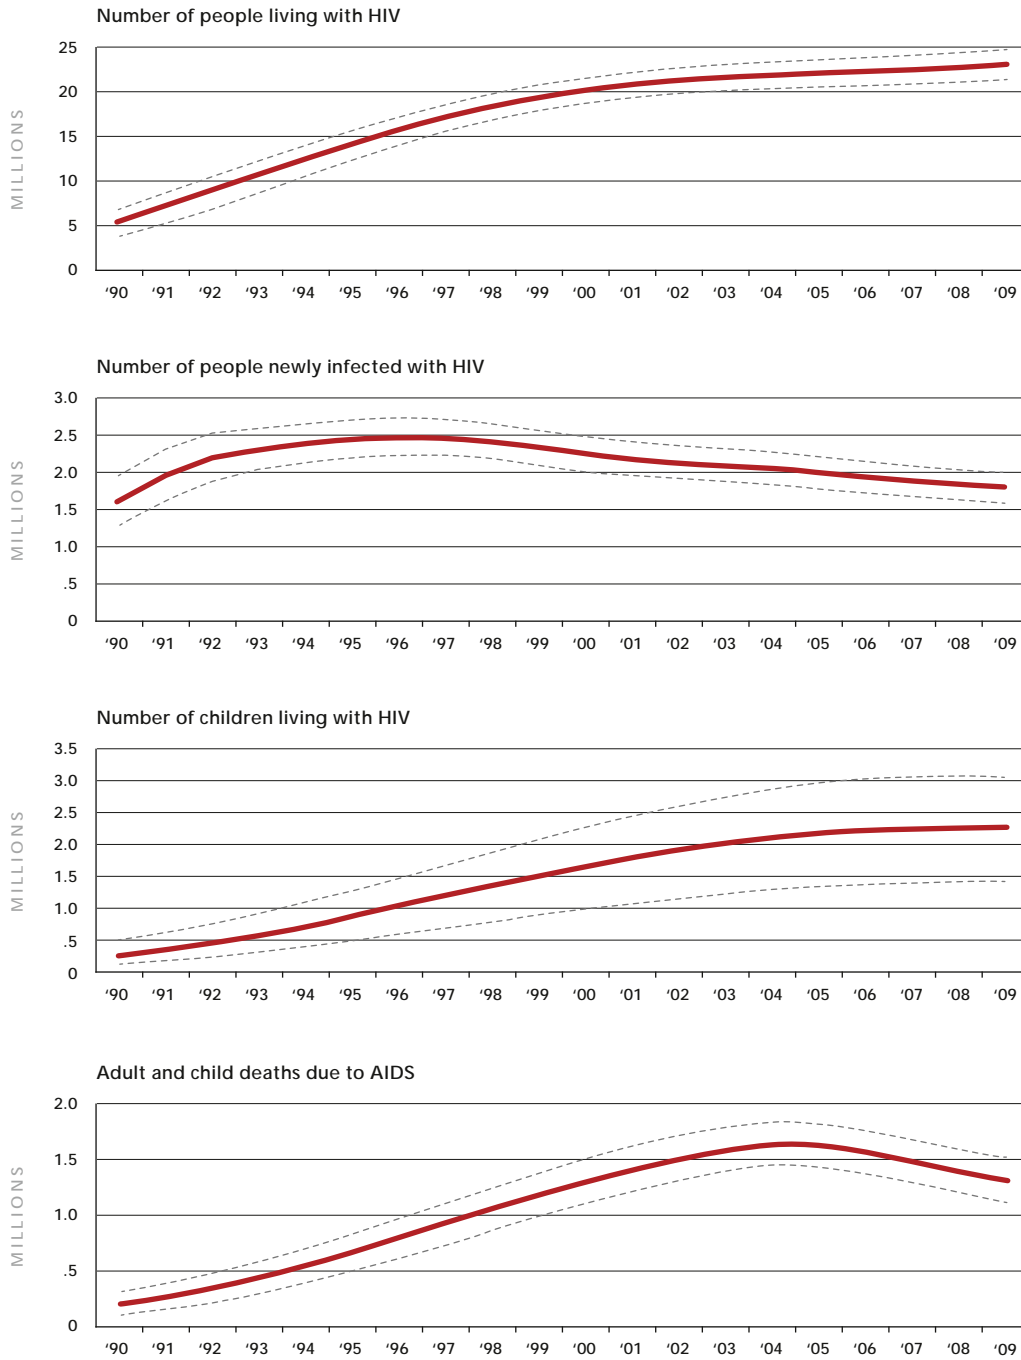 Number of people living with HIV
MILLIONS
25
20
15
10
5
0
‘90 ‘91 ‘92 ‘93 ‘94 ‘95 ‘96 ‘97 ‘98 ‘99 ‘00 ‘01 ‘02 ‘03 ‘04 ‘05 ‘06 ‘07 ‘08 ‘09
Number of people newly infected with HIV
MILLIONS
3.0
2.5
2.0
1.5
1.0
.5
0
‘90 ‘91 ‘92 ‘93 ‘94 ‘95 ‘96 ‘97 ‘98 ‘99 ‘00 ‘01 ‘02 ‘03 ‘04 ‘05 ‘06 ‘07 ‘08 ‘09
Number of children living with HIV
MILLIONS
3.5
3.0
2.5
2.0
1.5
1.0
.5
0
‘90 ‘91 ‘92 ‘93 ‘94 ‘95 ‘96 ‘97 ‘98 ‘99 ‘00 ‘01 ‘02 ‘03 ‘04 ‘05 ‘06 ‘07 ‘08 ‘09
Adult and child deaths due to AIDS
MILLIONS
2.0
1.5
1.0
.5
0
‘90 ‘91 ‘92 ‘93 ‘94 ‘95 ‘96 ‘97 ‘98 ‘99 ‘00 ‘01 ‘02 ‘03 ‘04 ‘05 ‘06 ‘07 ‘08 ‘09